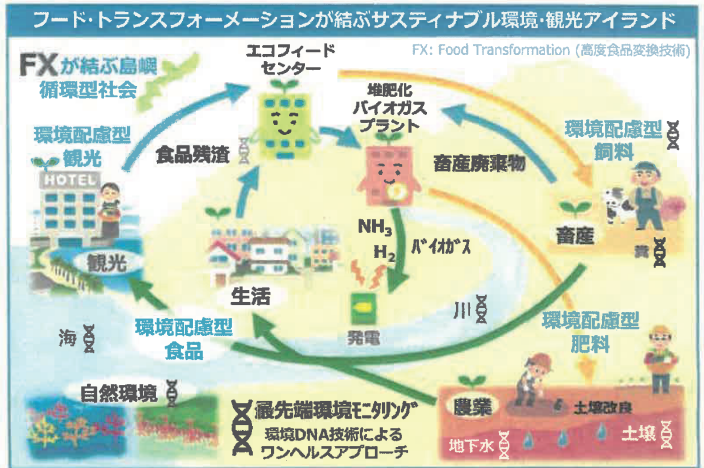 フード・トランスフォーメーションが結ぶサスティナブル環境・観光アイランド
FX: Food Transformation (高度食品変換技術)
FXが結ぶ島嶼
循環型社会
エコフィード
センター
堆肥化
バイオガス
プラント
環境配慮型
観光
HOTEL
食品残渣
畜産廃棄物
環境配慮型
飼料
観光
生活
NH3
H2
バイオガス
発電
畜産
糞
川
海
環境配慮型
食品
環境配慮型
肥料
自然環境
最先端環境モニタリング
環境DNA技術による
ワンヘルスアプローチ
農業
土壌改良
地下水
土壌